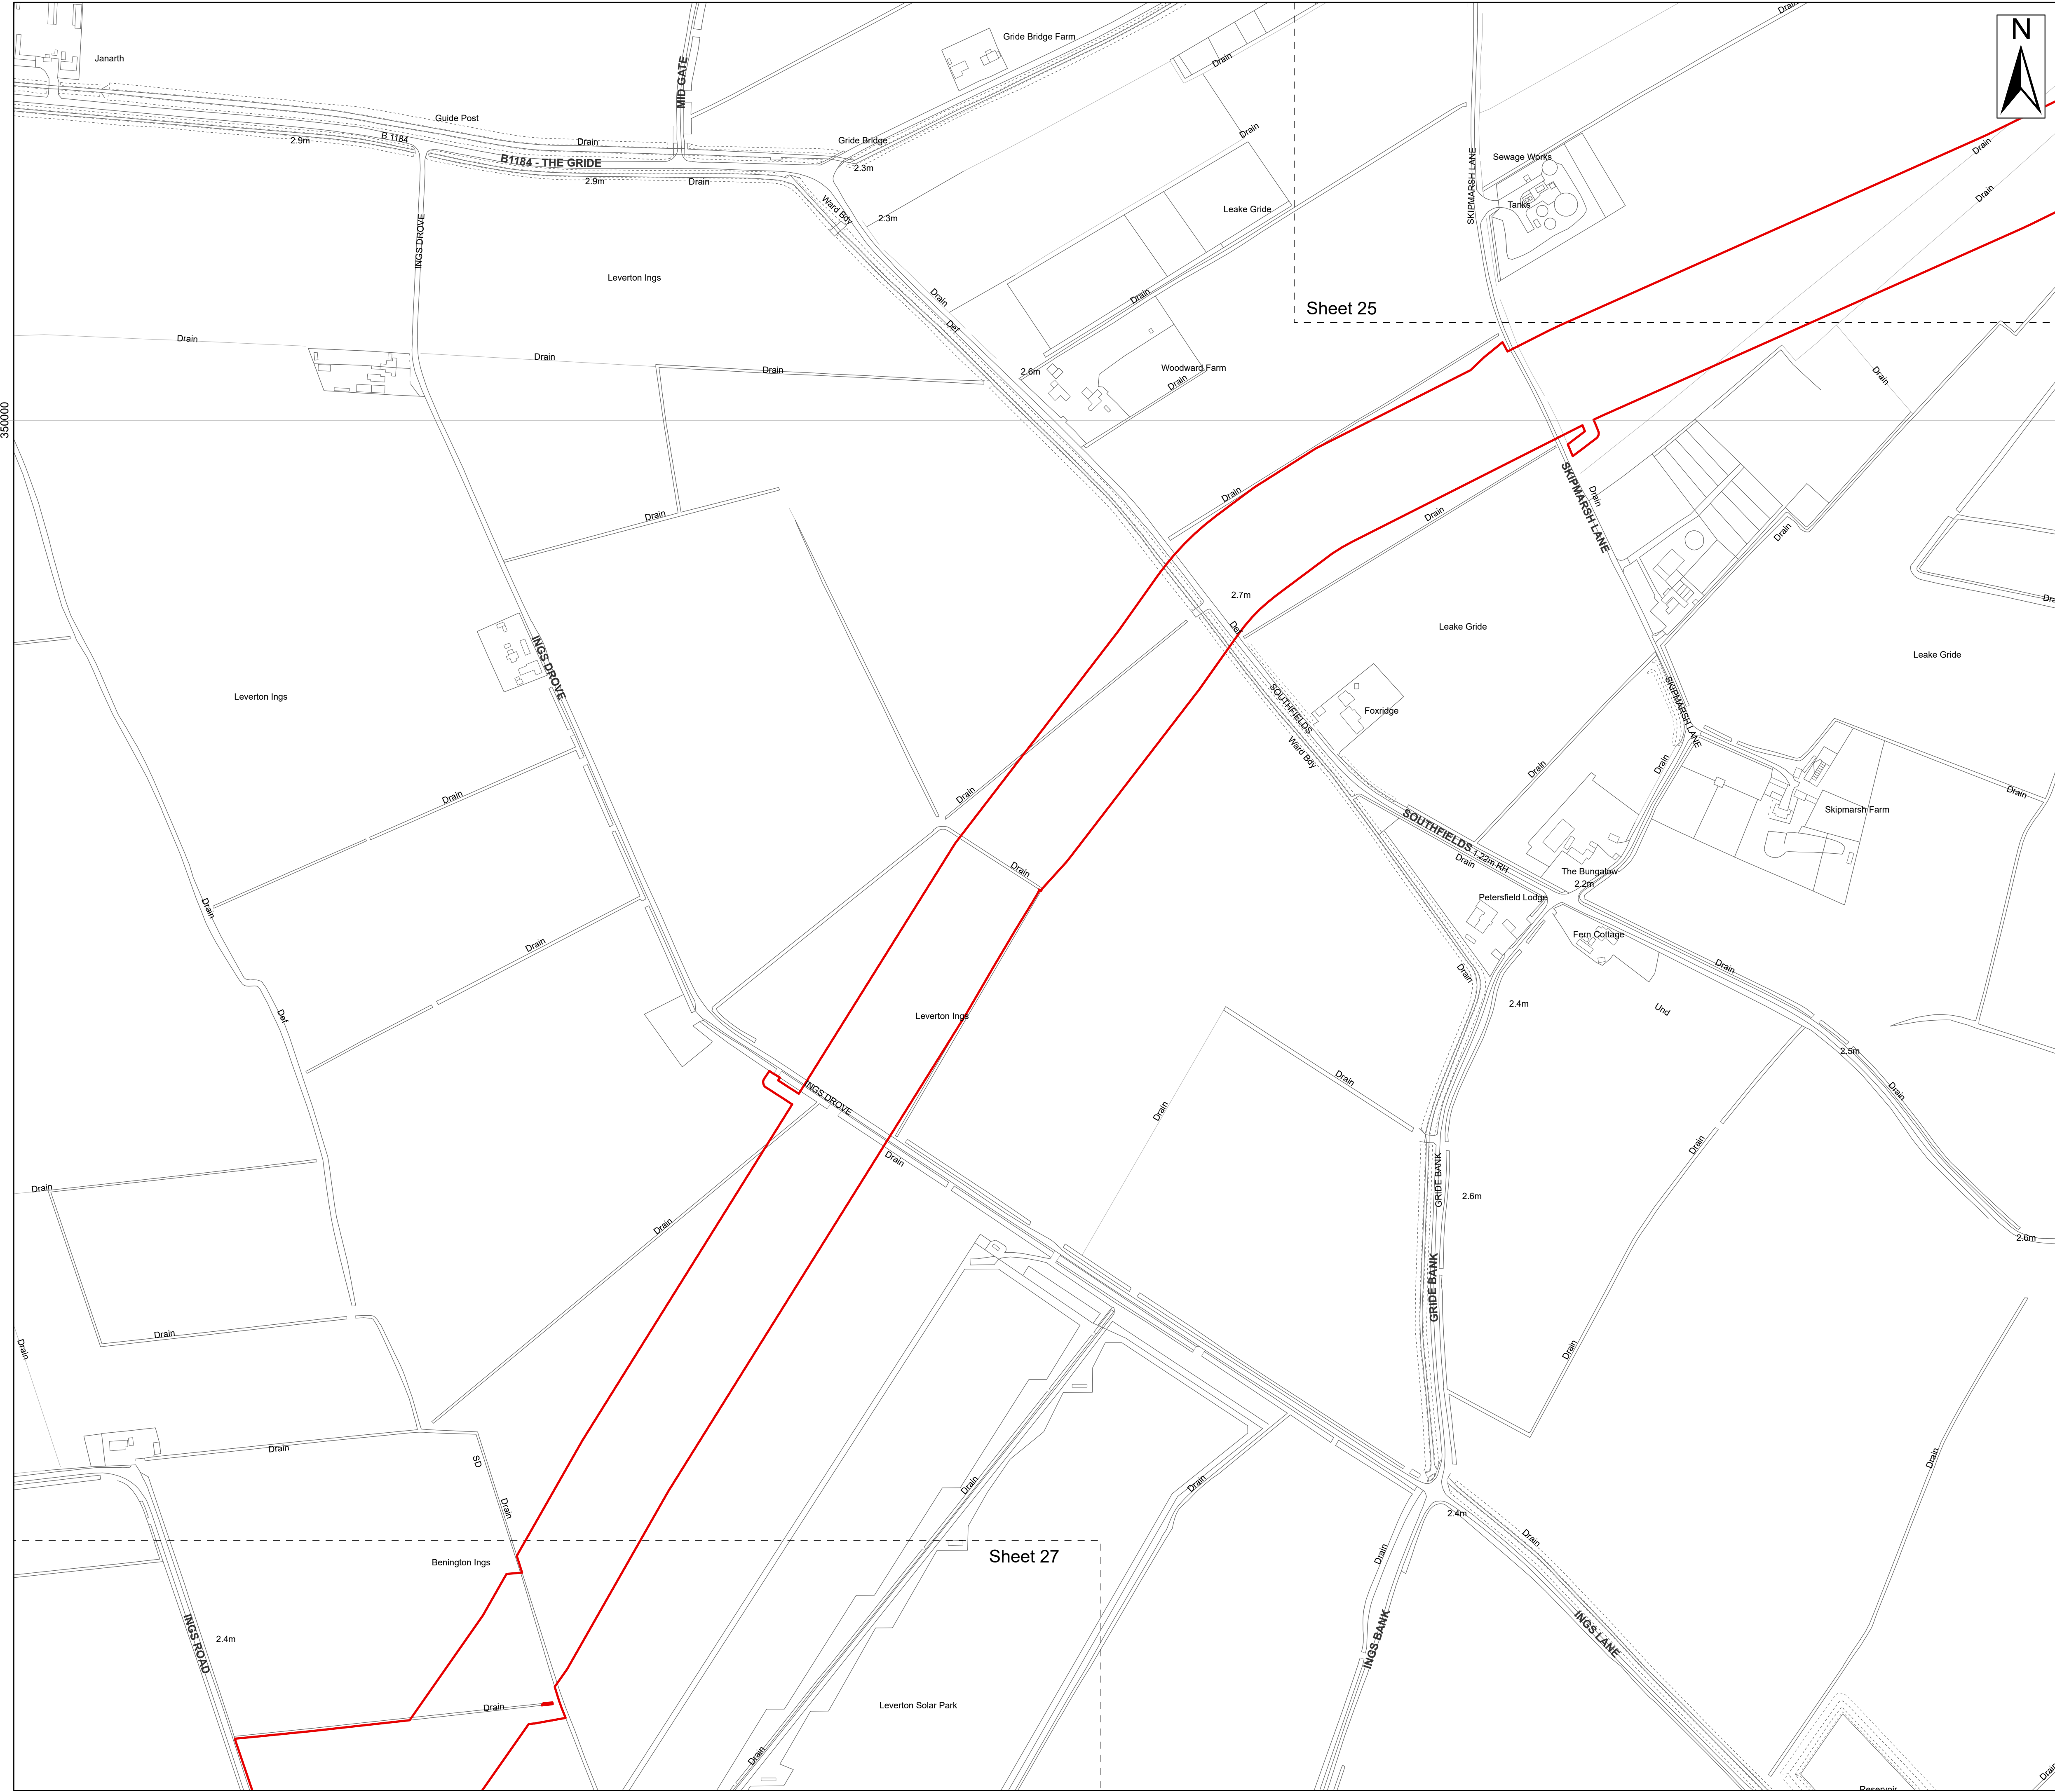 Drain
N
Janarth
Gride Bridge Farm
MID GATE
Drain
Guide Post
B 1184
2.9m
Drain
Gride Bridge
Drain
Drain
B1184 - THE GRIDE
2.3m
Sewage Works
SKIPMARSH LANE
2.9m
Drain
Drain
Ward Bdy
2.3m
Leake Gride
Tanks
INGS DROVE
Leverton Ings
Drain
Drain
Def
Sheet 25
Drain
Drain
Drain
2.6m
Woodward Farm
Drain
Drain
350000
Drain
Drain
Drain
Drain
SKIPMARSH LANE
Drain
2.7m
Drain
Def
Leake Gride
Leake Gride
INGS DROVE
Leverton Ings
SOUTHFIELDS
Foxridge
SKIPMARSH LANE
Ward Bdy
Drain
Drain
Drain
Drain
Drain
Skipmarsh Farm
SOUTHFIELDS
1.22m RH
Drain
The Bungalow
2.2m
Drain
Petersfield Lodge
Drain
Drain
Fern Cottage
Drain
Drain
2.4m
Und
Def
Leverton Ings
2.5m
Drain
Drain
INGS DROVE
Drain
Drain
Drain
Drain
GRIDE BANK
2.6m
Drain
2.6m
GRIDE BANK
Drain
Drain
Drain
Drain
SD
Drain
Drain
Drain
Drain
Drain
2.4m
Drain
Drain
Sheet 27
Benington Ings
INGS ROAD
2.4m
INGS BANK
INGS LANE
Drain
Leverton Solar Park
Drain
Drain
Reservoir